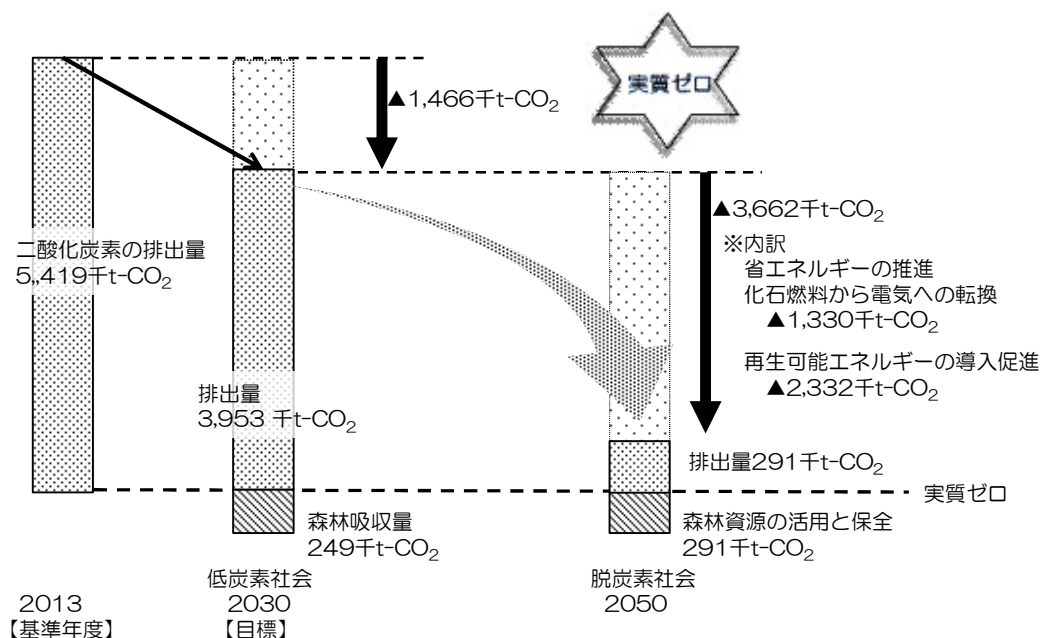 実質ゼロ
▲1,466千t-CO2
▲3,662千t-CO2
※内訳
省エネルギーの推進
化石燃料から電気への転換
▲1,330千t-CO2
再生可能エネルギーの導入促進
▲2,332千t-CO2
二酸化炭素の排出量
5,419千t-CO2
排出量
3,953 千t-CO2
排出量291千t-CO2
実質ゼロ
森林吸収量
249千t-CO2
森林資源の活用と保全
291千t-CO2
2013
【基準年度】
低炭素社会
2030
【目標】
脱炭素社会
2050